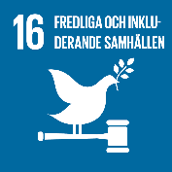 16 FREDLIGA OCH INKLU-
DERANDE SAMHÄLLEN